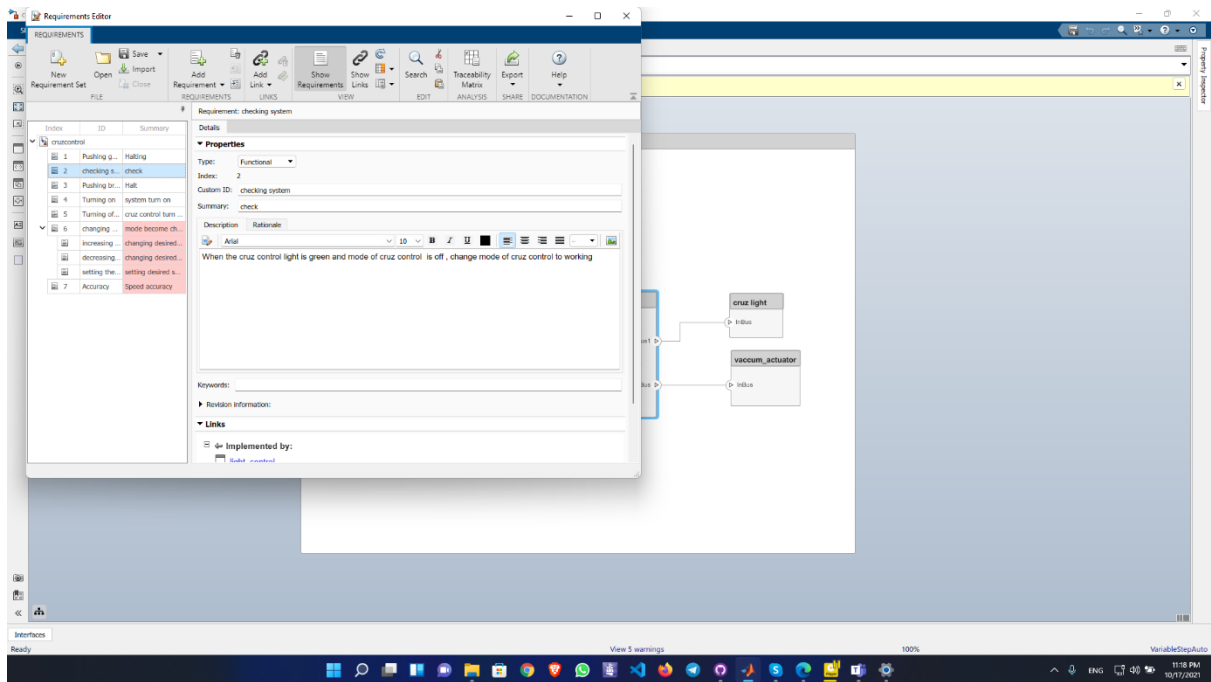 Requirements Editor
REQUIREMENTS
New Requirement Set
Open
Save
Import
Close
Add Requirement
Add Link
Show Requirements
Show Links
Search
Traceability Matrix
Export
Help
FILE REQUIREMENTS LINKS VIEW EDIT ANALYSIS SHARE DOCUMENTATION
Index ID Summary
cruzcontrol
1 Pushing g... Halting
2 checking s... check
3 Pushing br... Halt
4 Turning on system turn on
5 Turning of... cruz control turn ...
6 changing ... mode become ch...
increasing ... changing desired...
decreasing... changing desired...
setting the... setting desired s...
7 Accuracy Speed accuracy
Requirement: checking system
Details
Properties
Type: Functional
Index: 2
Custom ID: checking system
Summary: check
Description Rationale
Arial 10 B I U
When the cruz control light is green and mode of cruz control is off , change mode of cruz control to working
Keywords:
Revision information:
Links
Implemented by:
light_control
Property Inspector
cruz light
InBus
vaccum_actuator
InBus
Interfaces
Ready View 5 warnings 100% VariableStepAuto
ENG 11:18 PM
10/17/2021